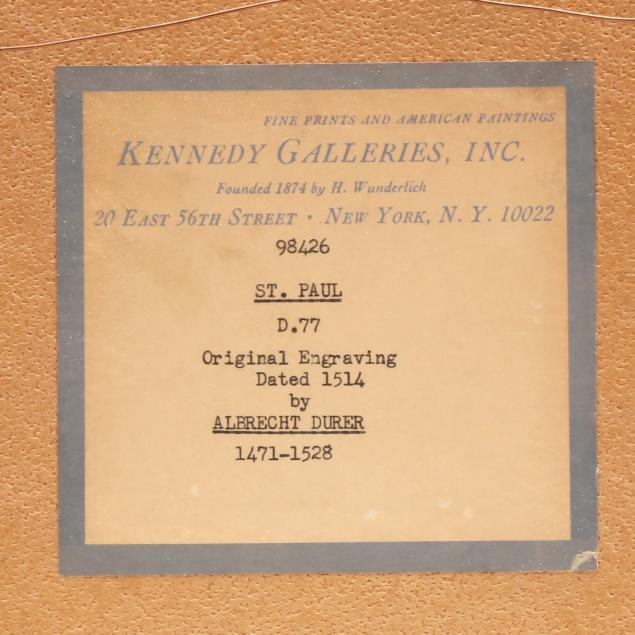 FINE PRINTS AND AMERICAN PAINTINGS
KENNEDY GALLERIES, INC.
Founded 1874 by H. Wunderlich
20 EAST 56TH STREET • NEW YORK, N. Y. 10022
98426
ST. PAUL
D.77
Original Engraving
Dated 1514
by
ALBRECHT DURER
1471-1528